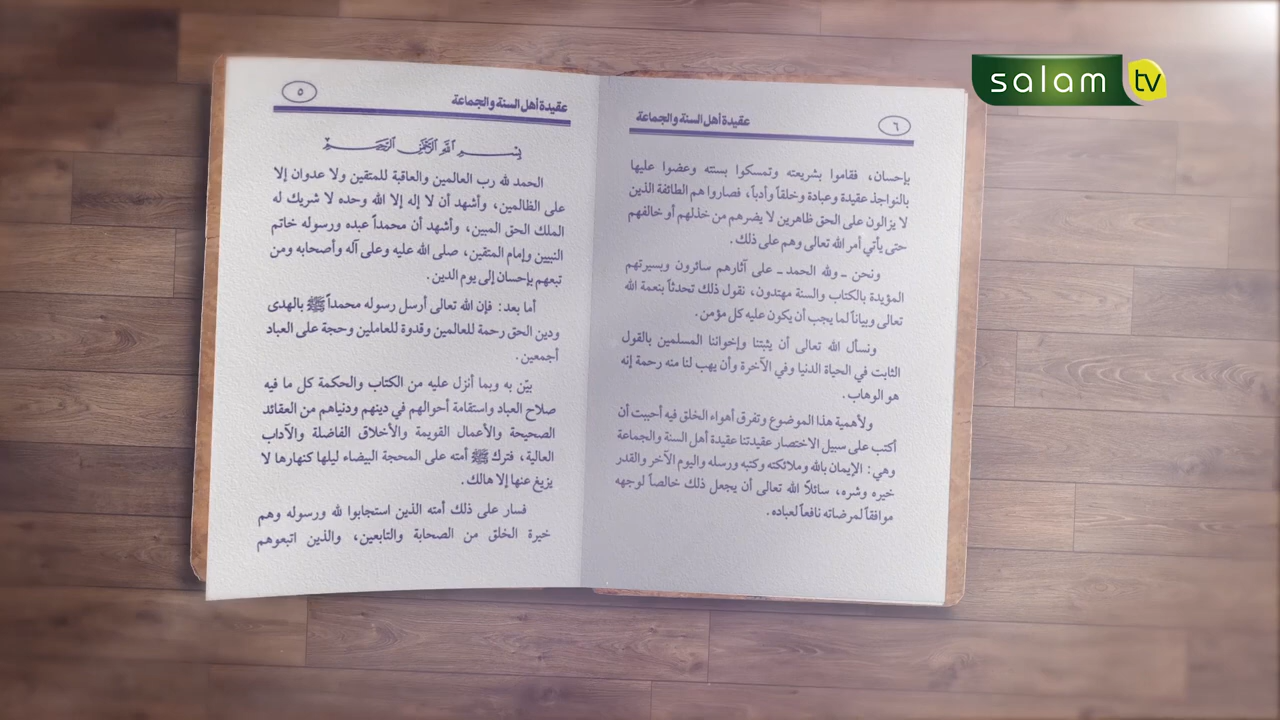 salam tv
٥
عقيدة أهل السنة والجماعة
بسم الله الرحمن الرحيم
الحمد لله رب العالمين والعاقبة للمتقين ولا عدوان إلا
على الظالمين، وأشهد أن لا إله إلا الله وحده لا شريك له
الملك الحق المبين، وأشهد أن محمداً عبده ورسوله خاتم
النبيين وإمام المتقين، صلى الله عليه وعلى آله وأصحابه ومن
تبعهم بإحسان إلى يوم الدين.
أما بعد: فإن الله تعالى أرسل رسوله محمداً ﷺ بالهدى
ودين الحق رحمة للعالمين وقدوة للعاملين وحجة على العباد
أجمعين.
بيّن به وبما أنزل عليه من الكتاب والحكمة كل ما فيه
صلاح العباد واستقامة أحوالهم في دينهم ودنياهم من العقائد
الصحيحة والأعمال القويمة والأخلاق الفاضلة والآداب
العالية، فترك ﷺ أمته على المحجة البيضاء ليلها كنهارها لا
يزيغ عنها إلا هالك.
فسار على ذلك أمته الذين استجابوا لله ورسوله وهم
خيرة الخلق من الصحابة والتابعين، والذين اتبعوهم
عقيدة أهل السنة والجماعة
٦
بإحسان، فقاموا بشريعته وتمسكوا بسنته وعضوا عليها
بالنواجذ عقيدة وعبادة وخلقاً وأدباً، فصاروا هم الطائفة الذين
لا يزالون على الحق ظاهرين لا يضرهم من خذلهم أو خالفهم
حتى يأتي أمر الله تعالى وهم على ذلك.
ونحن ـ ولله الحمد ـ على آثارهم سائرون وبسيرتهم
المؤيدة بالكتاب والسنة مهتدون، نقول ذلك تحدثاً بنعمة الله
تعالى وبياناً لما يجب أن يكون عليه كل مؤمن.
ونسأل الله تعالى أن يثبتنا وإخواننا المسلمين بالقول
الثابت في الحياة الدنيا وفي الآخرة وأن يهب لنا منه رحمة إنه
هو الوهاب.
ولأهمية هذا الموضوع وتفرق أهواء الخلق فيه أحببت أن
أكتب على سبيل الاختصار عقيدتنا عقيدة أهل السنة والجماعة
وهي: الإيمان بالله وملائكته وكتبه ورسله واليوم الآخر والقدر
خيره وشره، سائلاً الله تعالى أن يجعل ذلك خالصاً لوجهه
موافقاً لمرضاته نافعاً لعباده.